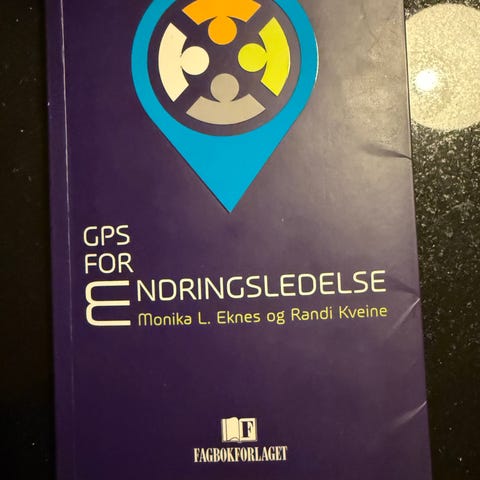 GPS
FOR
ENDRINGSLEDELSE
Monika L. Eknes og Randi Kveine
F
FAGBOKFORLAGET